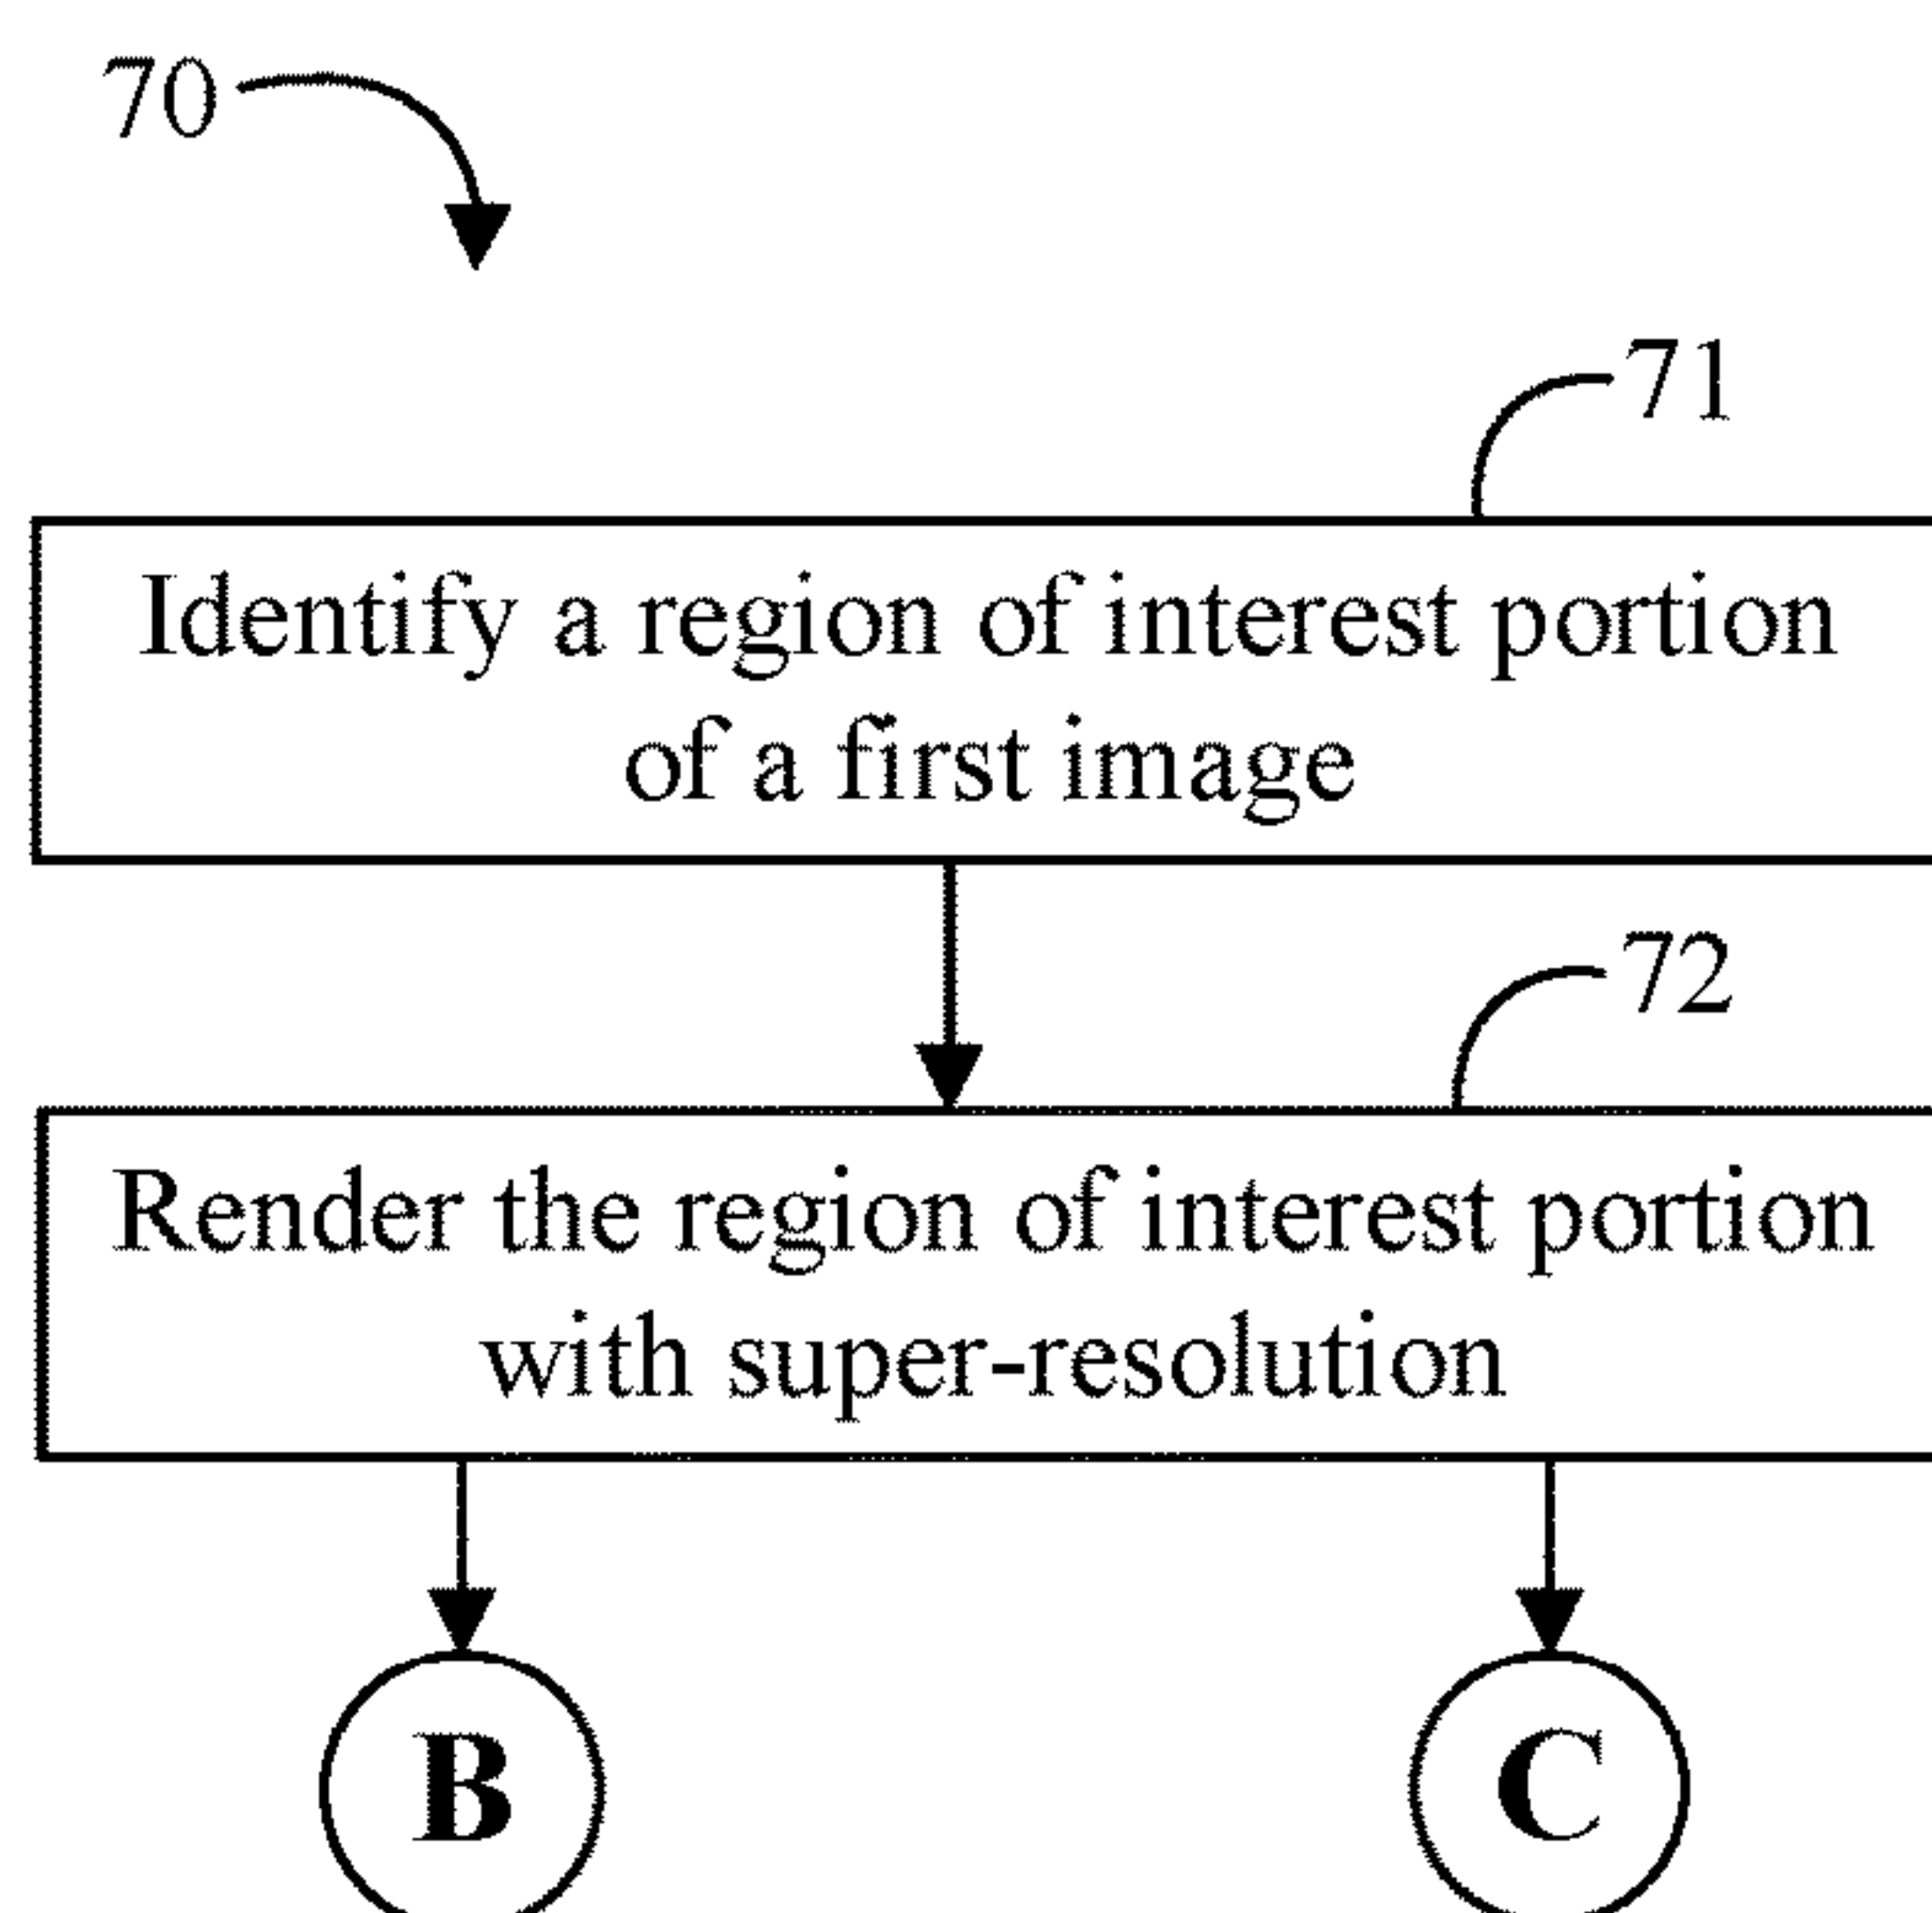 70
71
Identify a region of interest portion
of a first image
72
Render the region of interest portion
with super-resolution
B
C